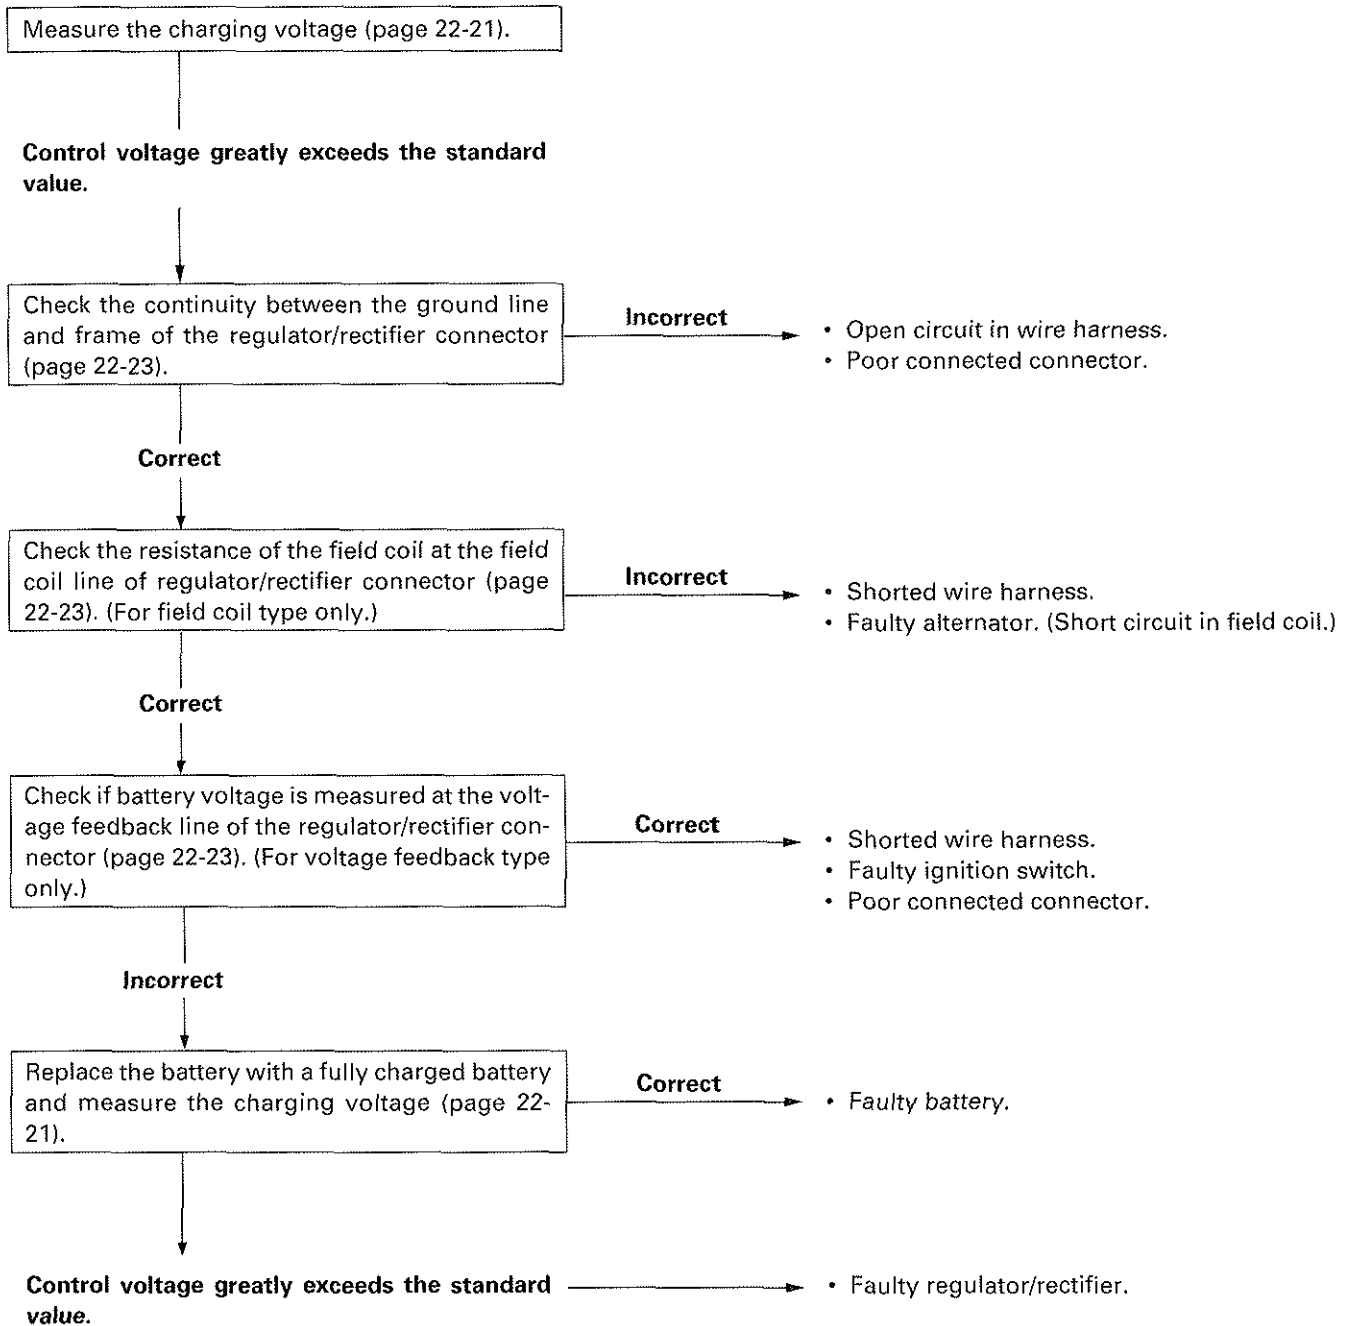 Measure the charging voltage (page 22-21).
Control voltage greatly exceeds the standard
value.
Check the continuity between the ground line
and frame of the regulator/rectifier connector
(page 22-23).
Incorrect
• Open circuit in wire harness.
• Poor connected connector.
Correct
Check the resistance of the field coil at the field
coil line of regulator/rectifier connector (page
22-23). (For field coil type only.)
Incorrect
• Shorted wire harness.
• Faulty alternator. (Short circuit in field coil.)
Correct
Check if battery voltage is measured at the volt-
age feedback line of the regulator/rectifier con-
nector (page 22-23). (For voltage feedback type
only.)
Correct
• Shorted wire harness.
• Faulty ignition switch.
• Poor connected connector.
Incorrect
Replace the battery with a fully charged battery
and measure the charging voltage (page 22-
21).
Correct
• Faulty battery.
Control voltage greatly exceeds the standard
value.
• Faulty regulator/rectifier.